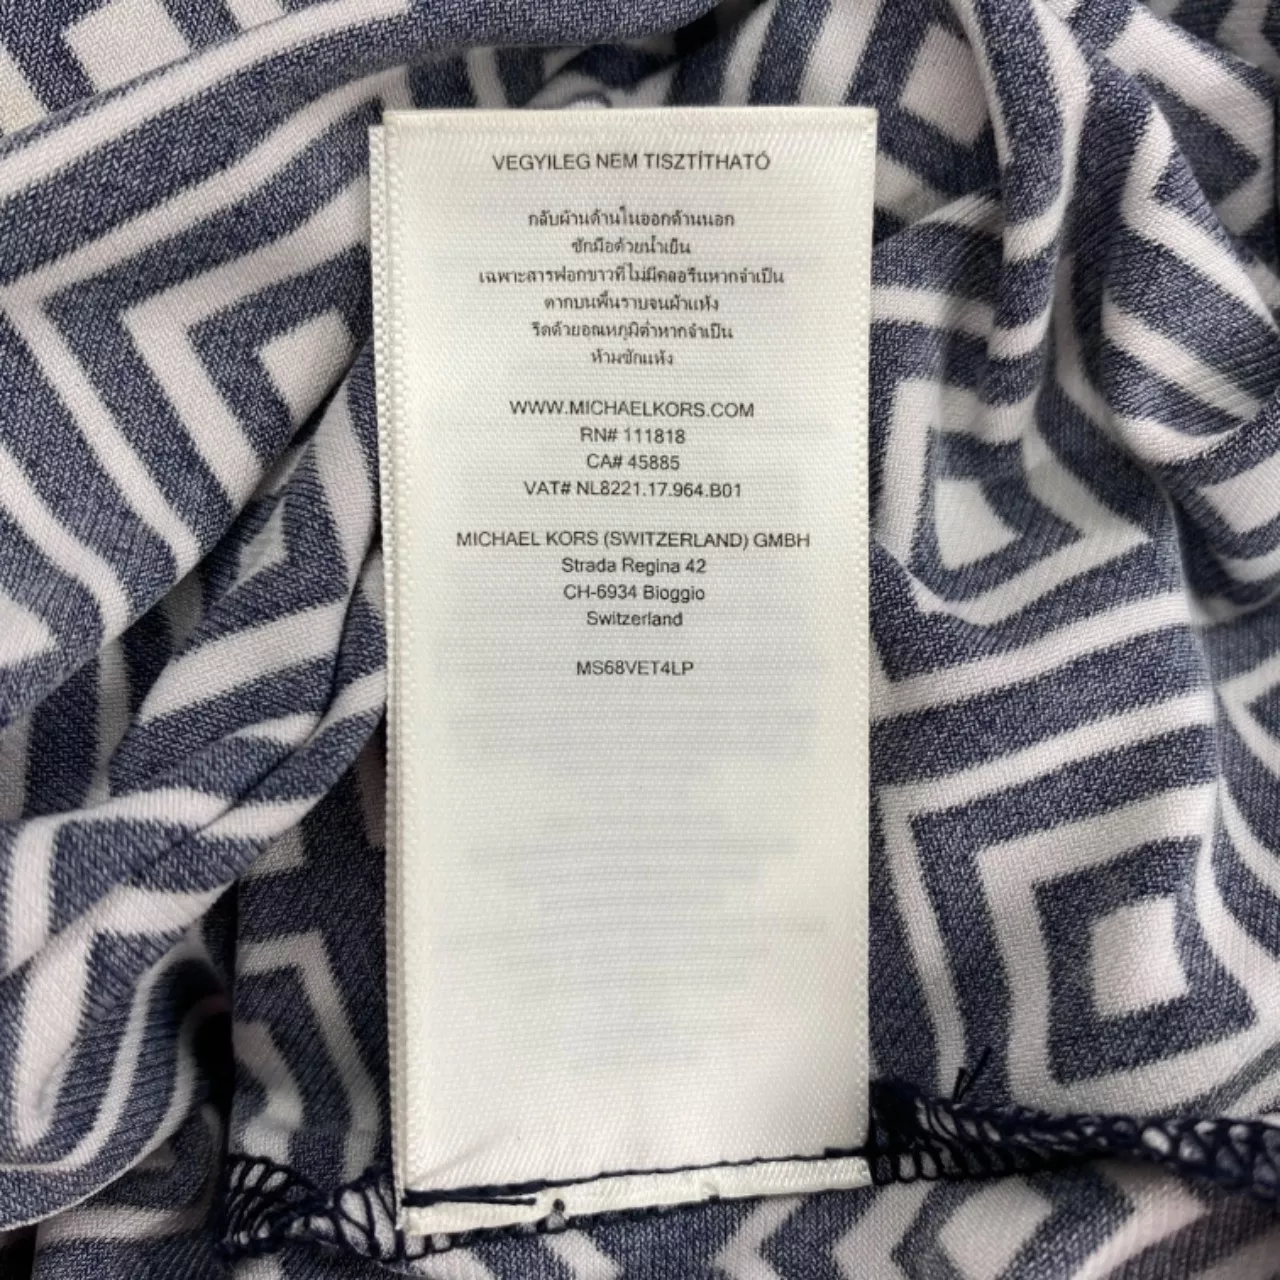 VEGYILEG NEM TISZTÍTHATÓ
กลับผ้านด้านในออกด้านนอก
ซักมือด้วยน้ำเย็น
เฉพาะสารฟอกขาวที่ไม่มีคลอรีนหากจำเป็น
ตากบนพื้นราบจนผ้าแห้ง
รีดด้วยอุณหภูมิต่ำหากจำเป็น
ห้ามซักแห้ง
WWW.MICHAELKORS.COM
RN# 111818
CA# 45885
VAT# NL8221.17.964.B01
MICHAEL KORS (SWITZERLAND) GMBH
Strada Regina 42
CH-6934 Bioggio
Switzerland
MS68VET4LP